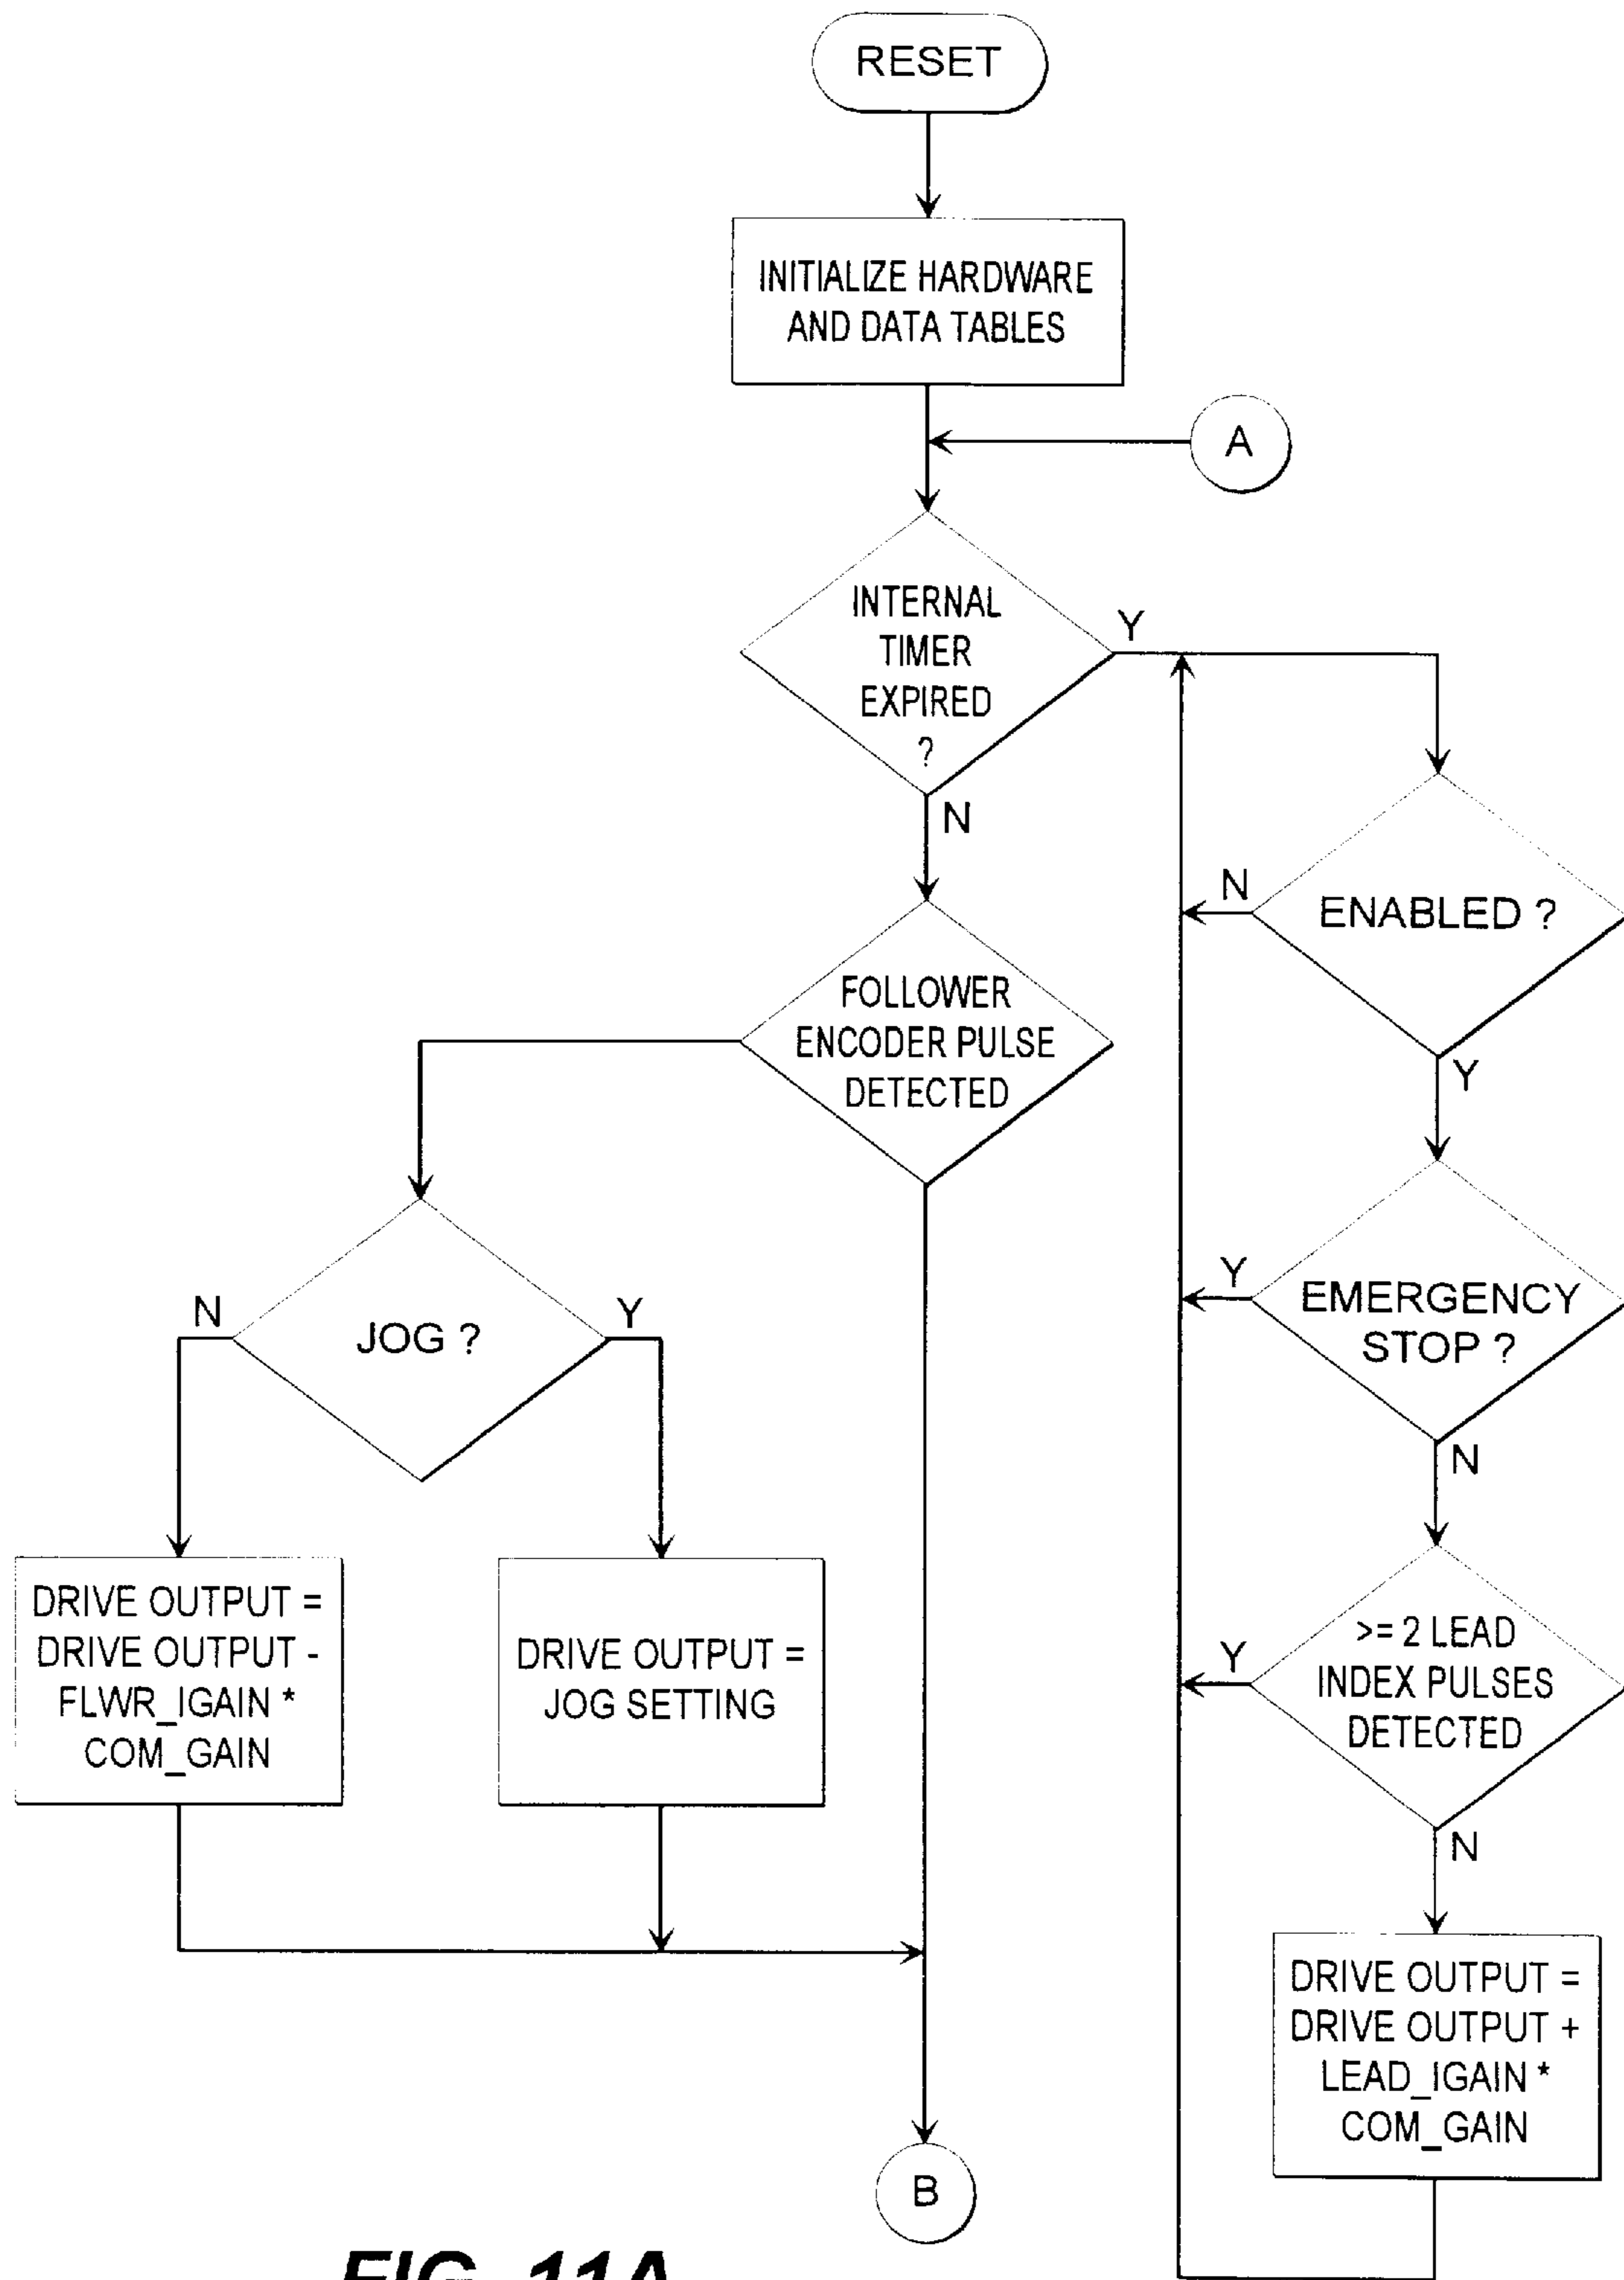 RESET
INITIALIZE HARDWARE
AND DATA TABLES
A
INTERNAL
TIMER
EXPIRED
?
Y
N
ENABLED ?
N
Y
FOLLOWER
ENCODER PULSE
DETECTED
EMERGENCY
STOP ?
Y
N
JOG ?
N
Y
DRIVE OUTPUT =
DRIVE OUTPUT -
FLWR_IGAIN *
COM_GAIN
DRIVE OUTPUT =
JOG SETTING
>= 2 LEAD
INDEX PULSES
DETECTED
Y
N
DRIVE OUTPUT =
DRIVE OUTPUT +
LEAD_IGAIN *
COM_GAIN
B
FIG. 11A